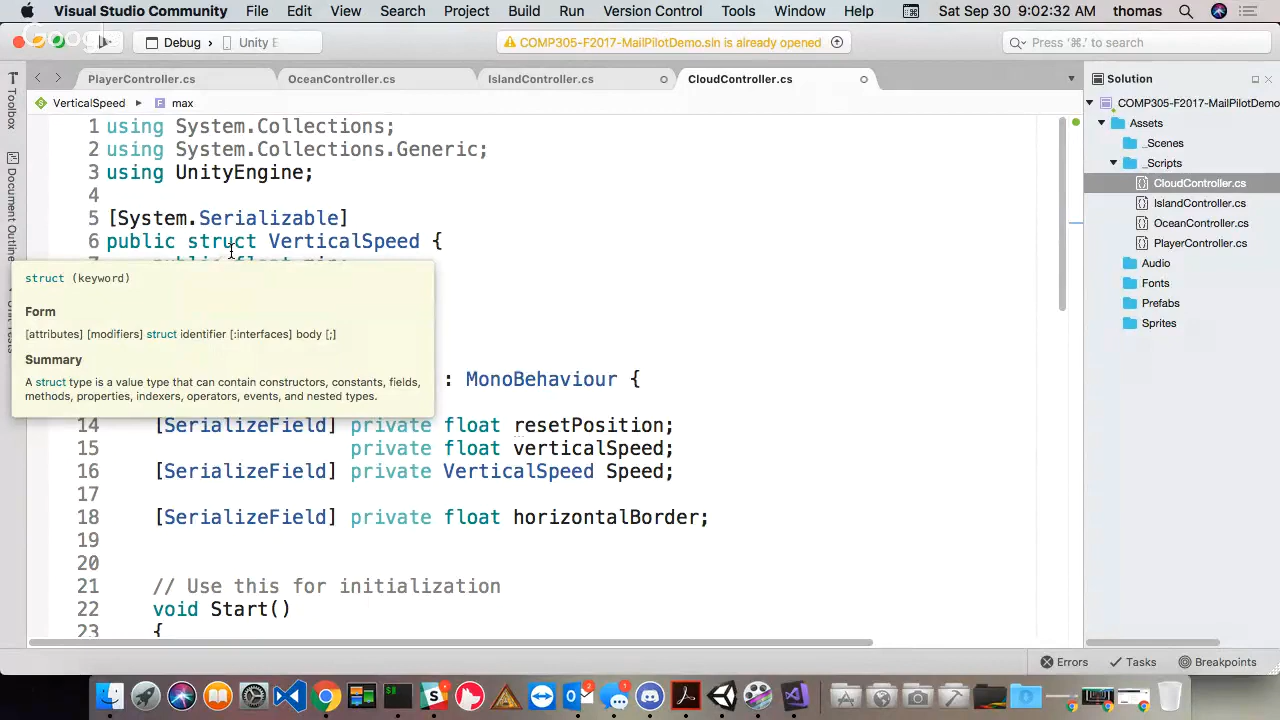 Visual Studio Community File Edit View Search Project Build Run Version Control Tools Window Help Sat Sep 30 9:02:32 AM thomas
Debug › Unity E
COMP305-F2017-MailPilotDemo.sln is already opened
Press '⌘.' to search
PlayerController.cs OceanController.cs IslandController.cs CloudController.cs
Solution
VerticalSpeed ▸ max
Toolbox
Document Outline
1 using System.Collections;
2 using System.Collections.Generic;
3 using UnityEngine;
4
5 [System.Serializable]
6 public struct VerticalSpeed {
7 public float min;
struct (keyword)
Form
[attributes] [modifiers] struct identifier [:interfaces] body [;]
Summary
A struct type is a value type that can contain constructors, constants, fields,
methods, properties, indexers, operators, events, and nested types.
: MonoBehaviour {
14 [SerializeField] private float resetPosition;
15 private float verticalSpeed;
16 [SerializeField] private VerticalSpeed Speed;
17
18 [SerializeField] private float horizontalBorder;
19
20
21 // Use this for initialization
22 void Start()
23 {
COMP305-F2017-MailPilotDemo
Assets
_Scenes
_Scripts
CloudController.cs
IslandController.cs
OceanController.cs
PlayerController.cs
Audio
Fonts
Prefabs
Sprites
Errors Tasks Breakpoints